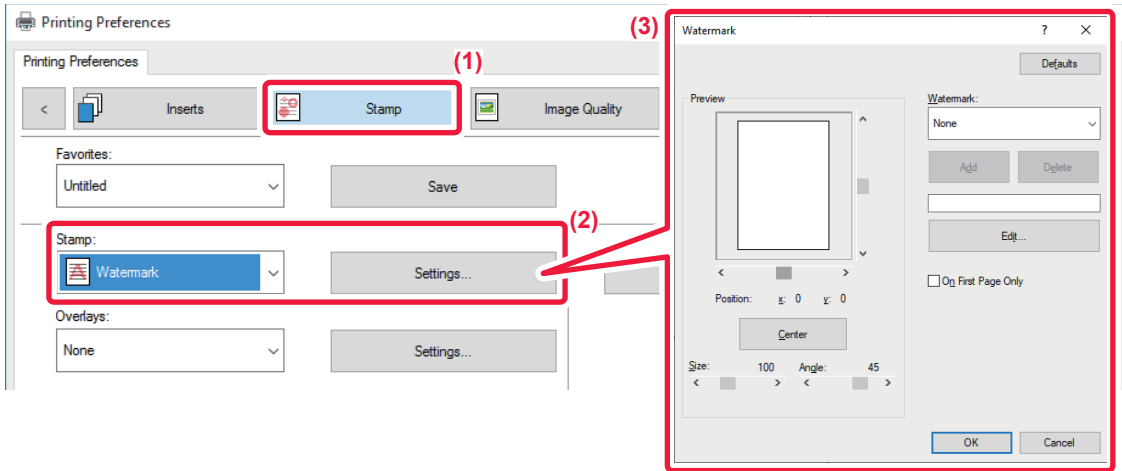 Printing Preferences
Printing Preferences
(1)
< Inserts Stamp Image Quality
Favorites:
Untitled Save
(2)
Stamp:
Watermark Settings...
Overlays:
None Settings...
(3)
Watermark ? ×
Defaults
Preview
Watermark:
None
Add Delete
Edit...
On First Page Only
Position: x: 0 y: 0
Center
Size: 100 Angle: 45
OK Cancel